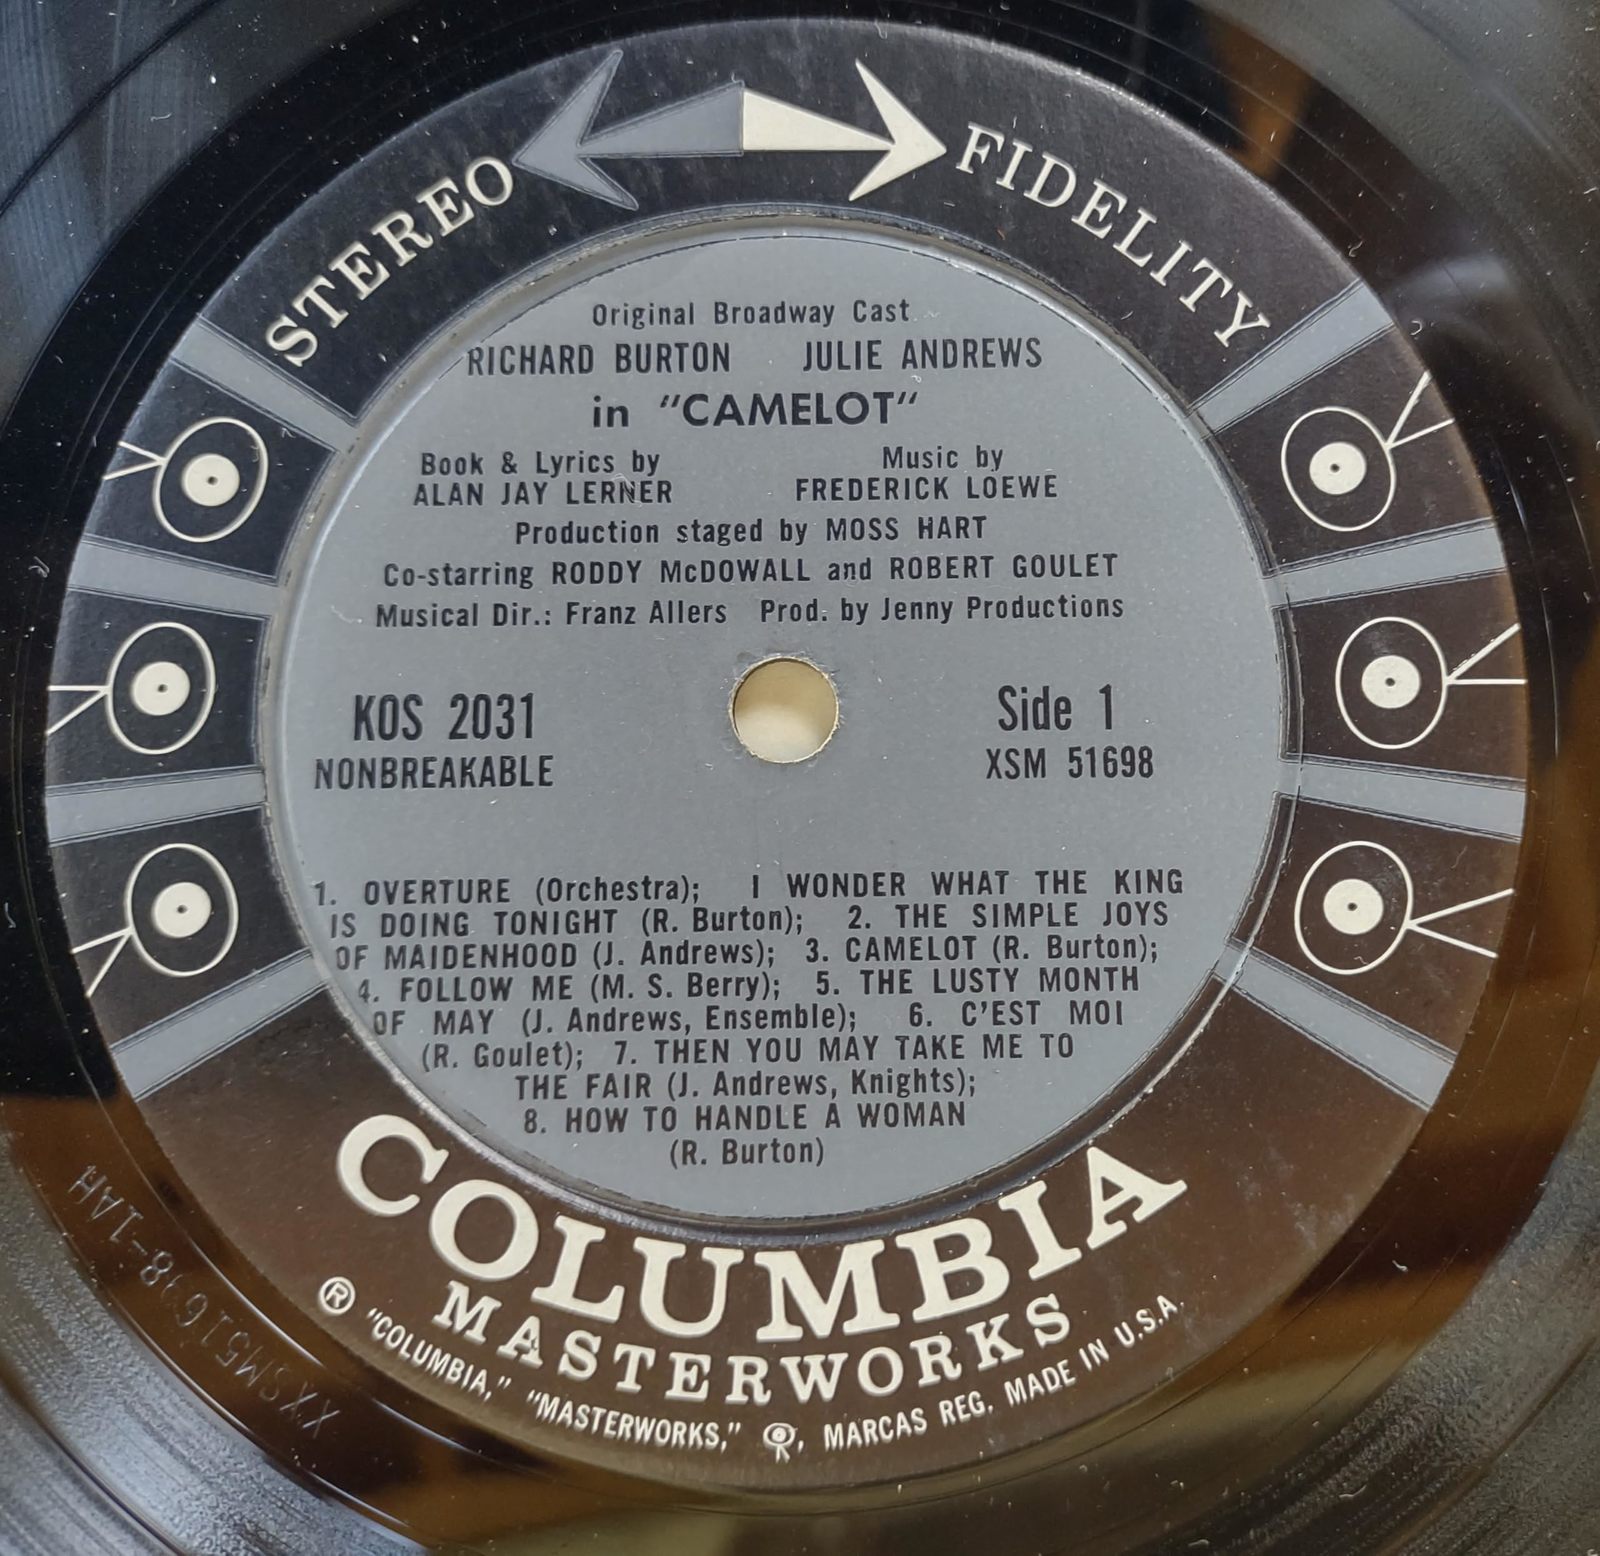 STEREO FIDELITY
Original Broadway Cast
RICHARD BURTON JULIE ANDREWS
in "CAMELOT"
Book & Lyrics by Music by
ALAN JAY LERNER FREDERICK LOEWE
Production staged by MOSS HART
Co-starring RODDY McDOWALL and ROBERT GOULET
Musical Dir.: Franz Allers Prod. by Jenny Productions
KOS 2031 Side 1
NONBREAKABLE XSM 51698
1. OVERTURE (Orchestra); I WONDER WHAT THE KING
IS DOING TONIGHT (R. Burton); 2. THE SIMPLE JOYS
OF MAIDENHOOD (J. Andrews); 3. CAMELOT (R. Burton);
4. FOLLOW ME (M. S. Berry); 5. THE LUSTY MONTH
OF MAY (J. Andrews, Ensemble); 6. C'EST MOI
(R. Goulet); 7. THEN YOU MAY TAKE ME TO
THE FAIR (J. Andrews, Knights);
8. HOW TO HANDLE A WOMAN
(R. Burton)
COLUMBIA
MASTERWORKS
® "COLUMBIA," "MASTERWORKS," , MARCAS REG. MADE IN U.S.A.
XXSM51698-1AH